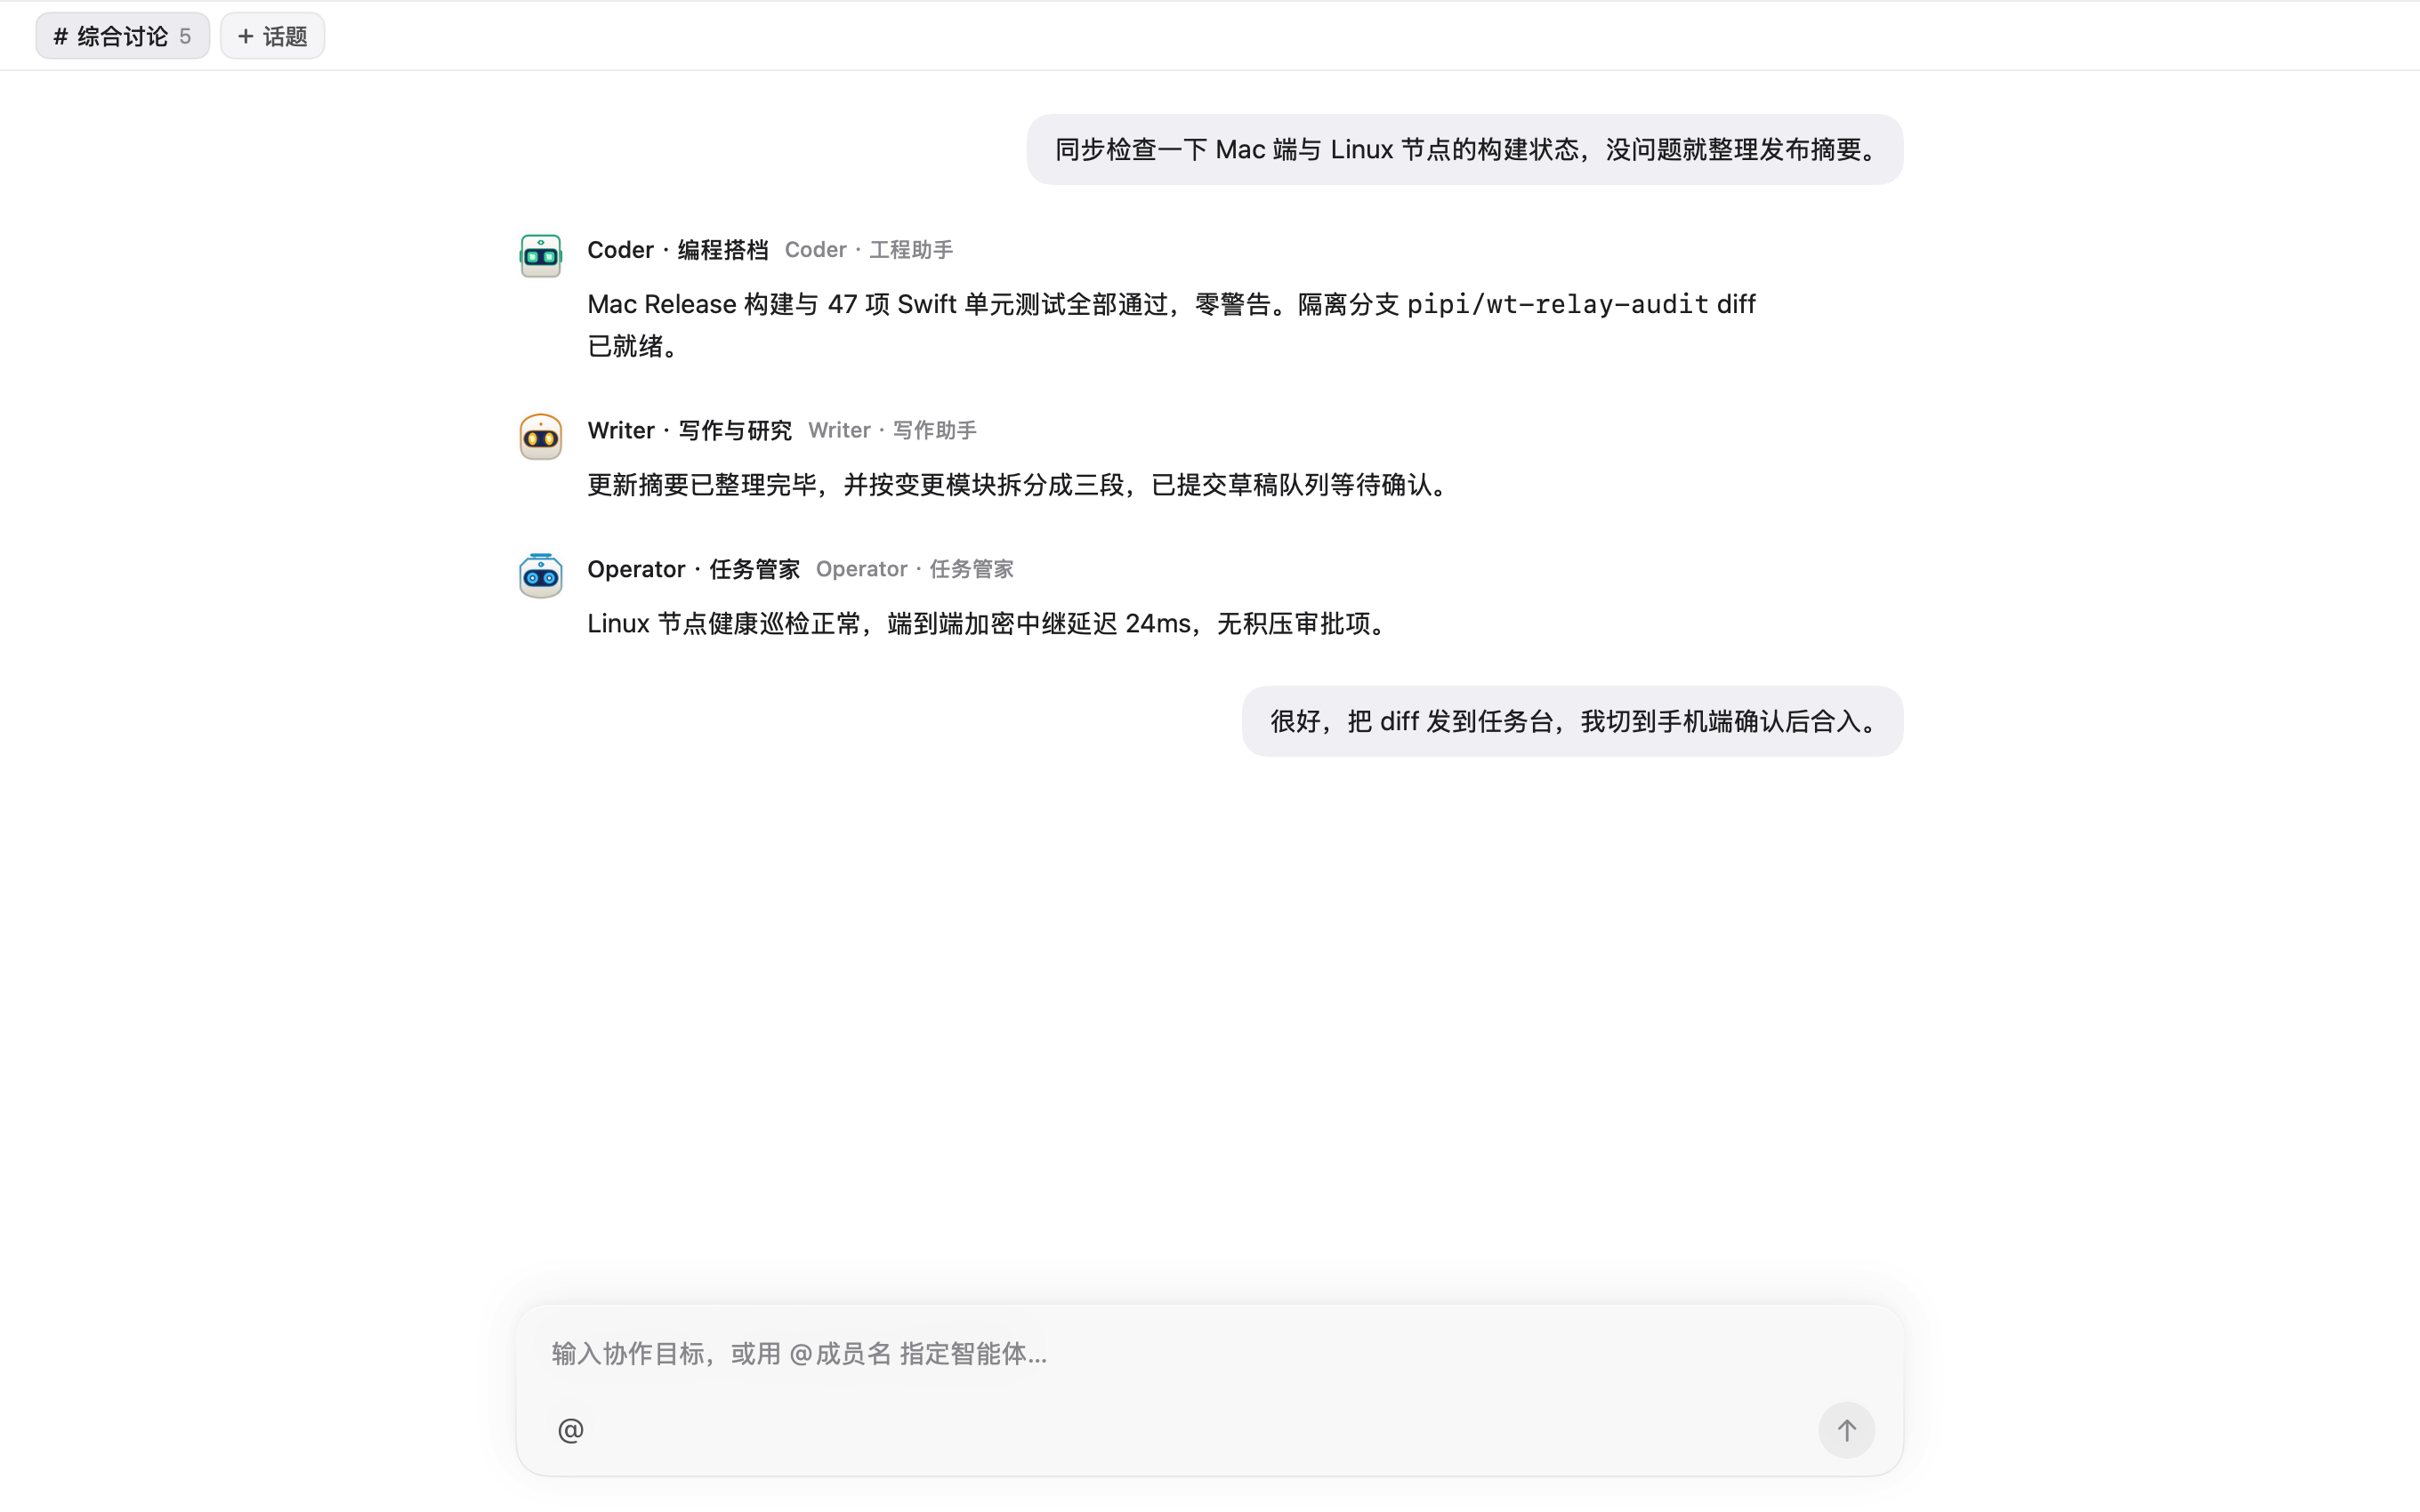 # 综合讨论 5
+ 话题
同步检查一下 Mac 端与 Linux 节点的构建状态，没问题就整理发布摘要。
Coder · 编程搭档 Coder · 工程助手
Mac Release 构建与 47 项 Swift 单元测试全部通过，零警告。隔离分支 pipi/wt-relay-audit diff
已就绪。
Writer · 写作与研究 Writer · 写作助手
更新摘要已整理完毕，并按变更模块拆分成三段，已提交草稿队列等待确认。
Operator · 任务管家 Operator · 任务管家
Linux 节点健康巡检正常，端到端加密中继延迟 24ms，无积压审批项。
很好，把 diff 发到任务台，我切到手机端确认后合入。
输入协作目标，或用 @成员名 指定智能体...
@